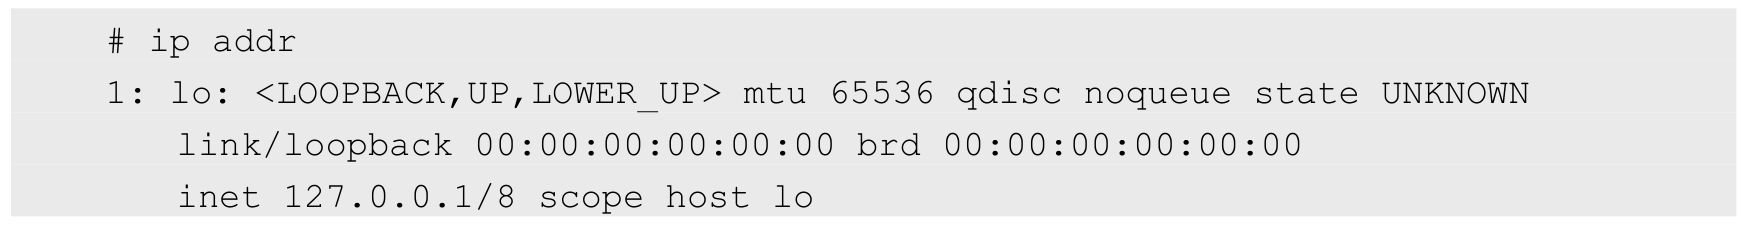 # ip addr
1: lo: <LOOPBACK,UP,LOWER_UP> mtu 65536 qdisc noqueue state UNKNOWN
link/loopback 00:00:00:00:00:00 brd 00:00:00:00:00:00
inet 127.0.0.1/8 scope host lo